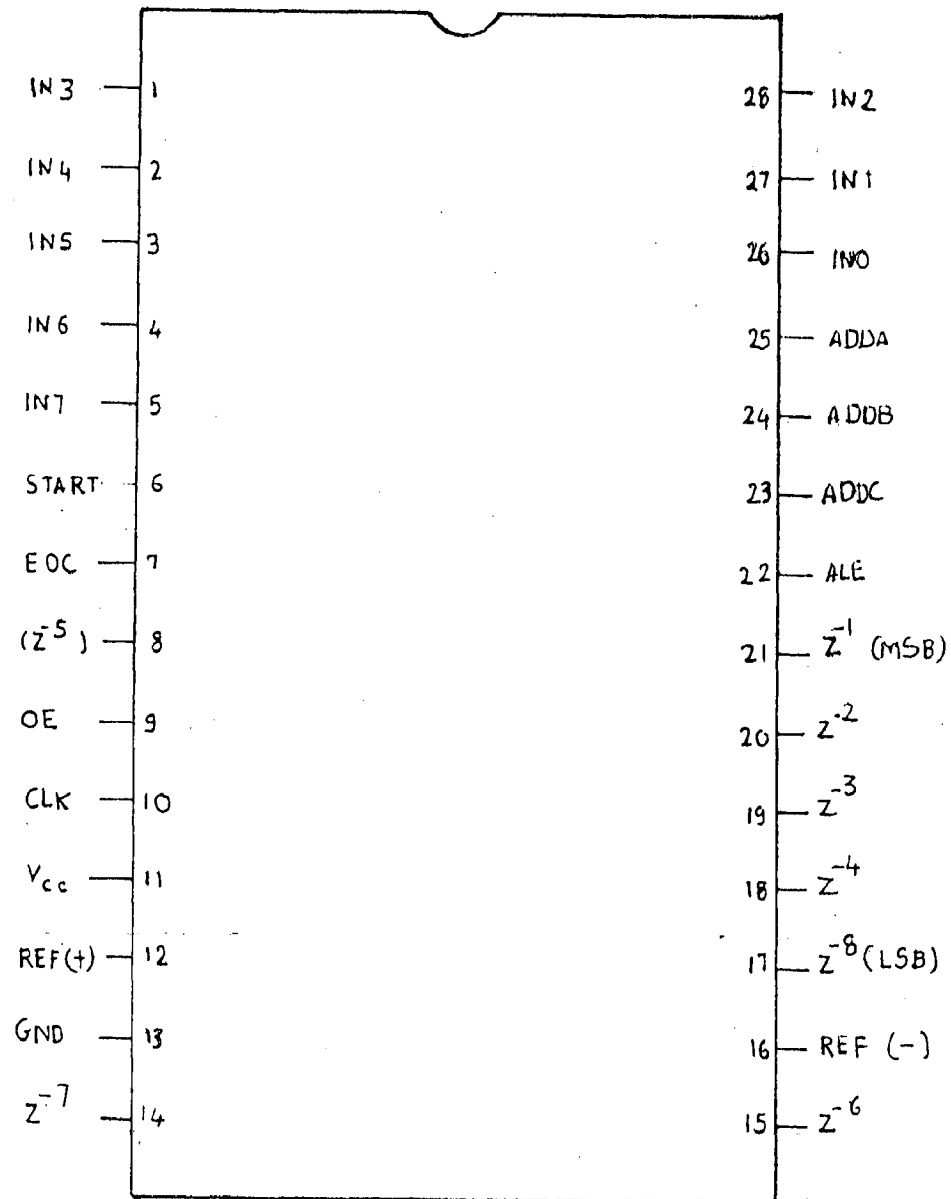 IN3 1 28 IN2
IN4 2 27 IN1
IN5 3 26 IN0
IN6 4 25 ADDA
IN7 5 24 ADDB
START 6 23 ADDC
EOC 7 22 ALE
(Z⁻⁵) 8 21 Z⁻¹ (MSB)
OE 9 20 Z⁻²
CLK 10 19 Z⁻³
Vcc 11 18 Z⁻⁴
REF(+) 12 17 Z⁻⁸ (LSB)
GND 13 16 REF (-)
Z⁻⁷ 14 15 Z⁻⁶